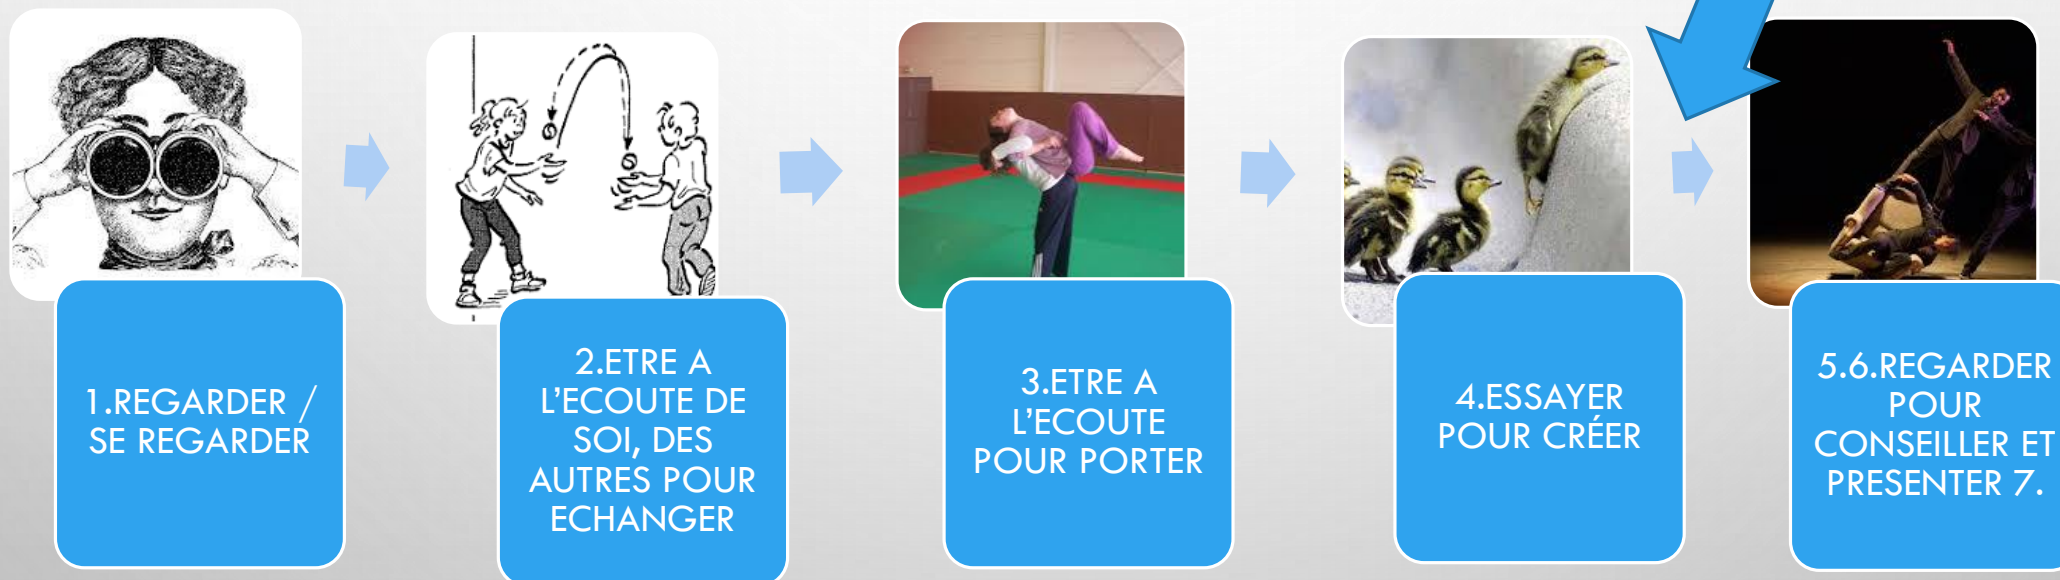 1.REGARDER /
SE REGARDER
2.ETRE A
L’ECOUTE DE
SOI, DES
AUTRES POUR
ECHANGER
3.ETRE A
L’ECOUTE
POUR PORTER
4.ESSAYER
POUR CRÉER
5.6.REGARDER
POUR
CONSEILLER ET
PRESENTER 7.